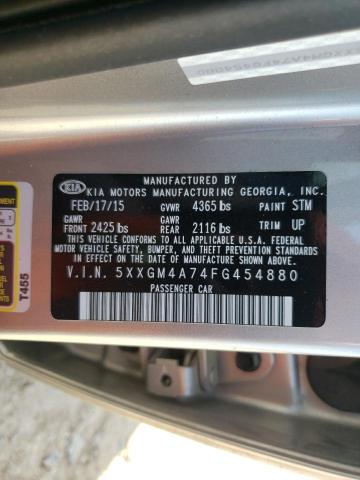 MANUFACTURED BY
KIA KIA MOTORS MANUFACTURING GEORGIA, INC.
FEB/17/15 GVWR 4365 lbs PAINT STM
GAWR FRONT 2425 lbs GAWR REAR 2116 lbs TRIM UP
THIS VEHICLE CONFORMS TO ALL APPLICABLE U.S.A. FEDERAL
MOTOR VEHICLE SAFETY, BUMPER, AND THEFT PREVENTION STANDARDS
IN EFFECT ON THE DATE OF MANUFACTURE SHOWN ABOVE.
V.I.N. 5XXGM4A74FG454880
PASSENGER CAR
T455